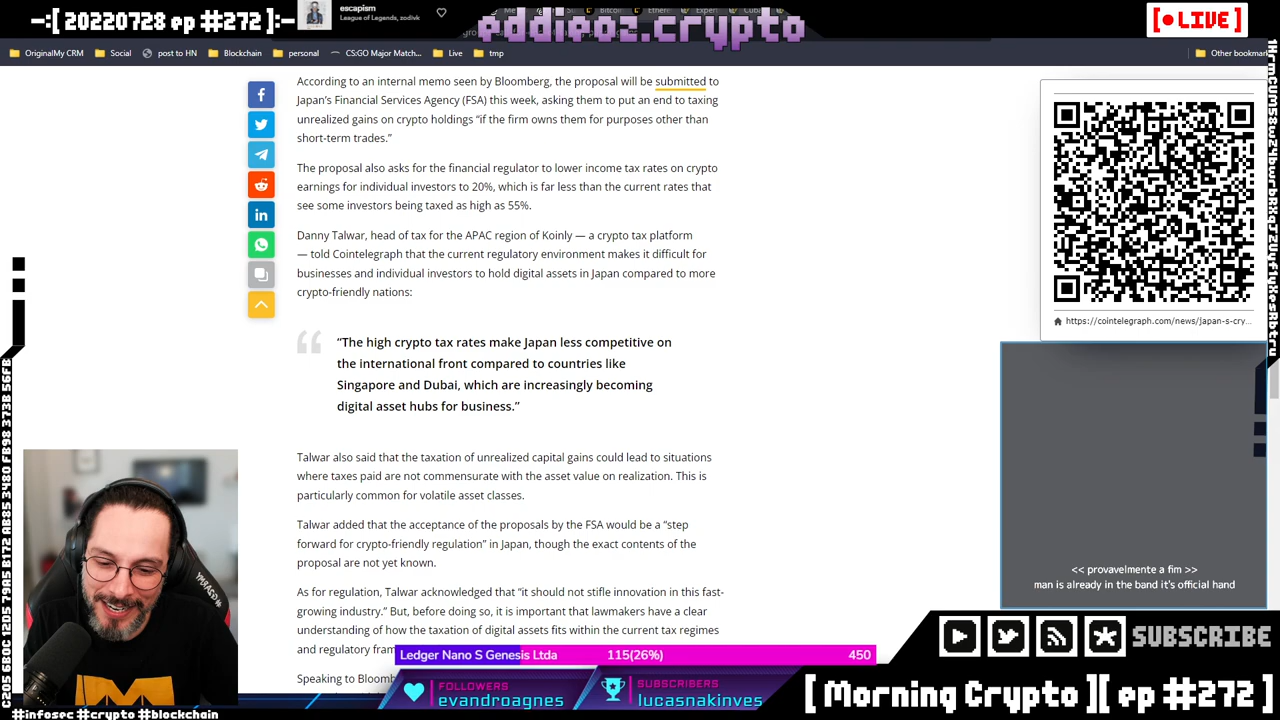 -:[ 20220728 ep #272 ]:-
escapism
League of Legends, zodivk
eddieoz.crypto
[● LIVE]
OriginalMy CRM
Social
post to HN
Blockchain
personal
CS:GO Major Match...
Live
tmp
Other bookmar
According to an internal memo seen by Bloomberg, the proposal will be submitted to
Japan's Financial Services Agency (FSA) this week, asking them to put an end to taxing
unrealized gains on crypto holdings “if the firm owns them for purposes other than
short-term trades.”
The proposal also asks for the financial regulator to lower income tax rates on crypto
earnings for individual investors to 20%, which is far less than the current rates that
see some investors being taxed as high as 55%.
Danny Talwar, head of tax for the APAC region of Koinly — a crypto tax platform
— told Cointelegraph that the current regulatory environment makes it difficult for
businesses and individual investors to hold digital assets in Japan compared to more
crypto-friendly nations:
“The high crypto tax rates make Japan less competitive on
the international front compared to countries like
Singapore and Dubai, which are increasingly becoming
digital asset hubs for business.”
Talwar also said that the taxation of unrealized capital gains could lead to situations
where taxes paid are not commensurate with the asset value on realization. This is
particularly common for volatile asset classes.
Talwar added that the acceptance of the proposals by the FSA would be a “step
forward for crypto-friendly regulation” in Japan, though the exact contents of the
proposal are not yet known.
As for regulation, Talwar acknowledged that “it should not stifle innovation in this fast-
growing industry.” But, before doing so, it is important that lawmakers have a clear
understanding of how the taxation of digital assets fits within the current tax regimes
and regulatory fram
Speaking to Bloomb
https://cointelegraph.com/news/japan-s-cry...
<< provavelmente a fim >>
man is already in the band it's official hand
Ledger Nano S Genesis Ltda 115(26%) 450
FOLLOWERS
evandroagnes
SUBSCRIBERS
lucasnakinves
SUBSCRIBE
[ Morning Crypto ][ ep #272 ]
#infosec #crypto #blockchain